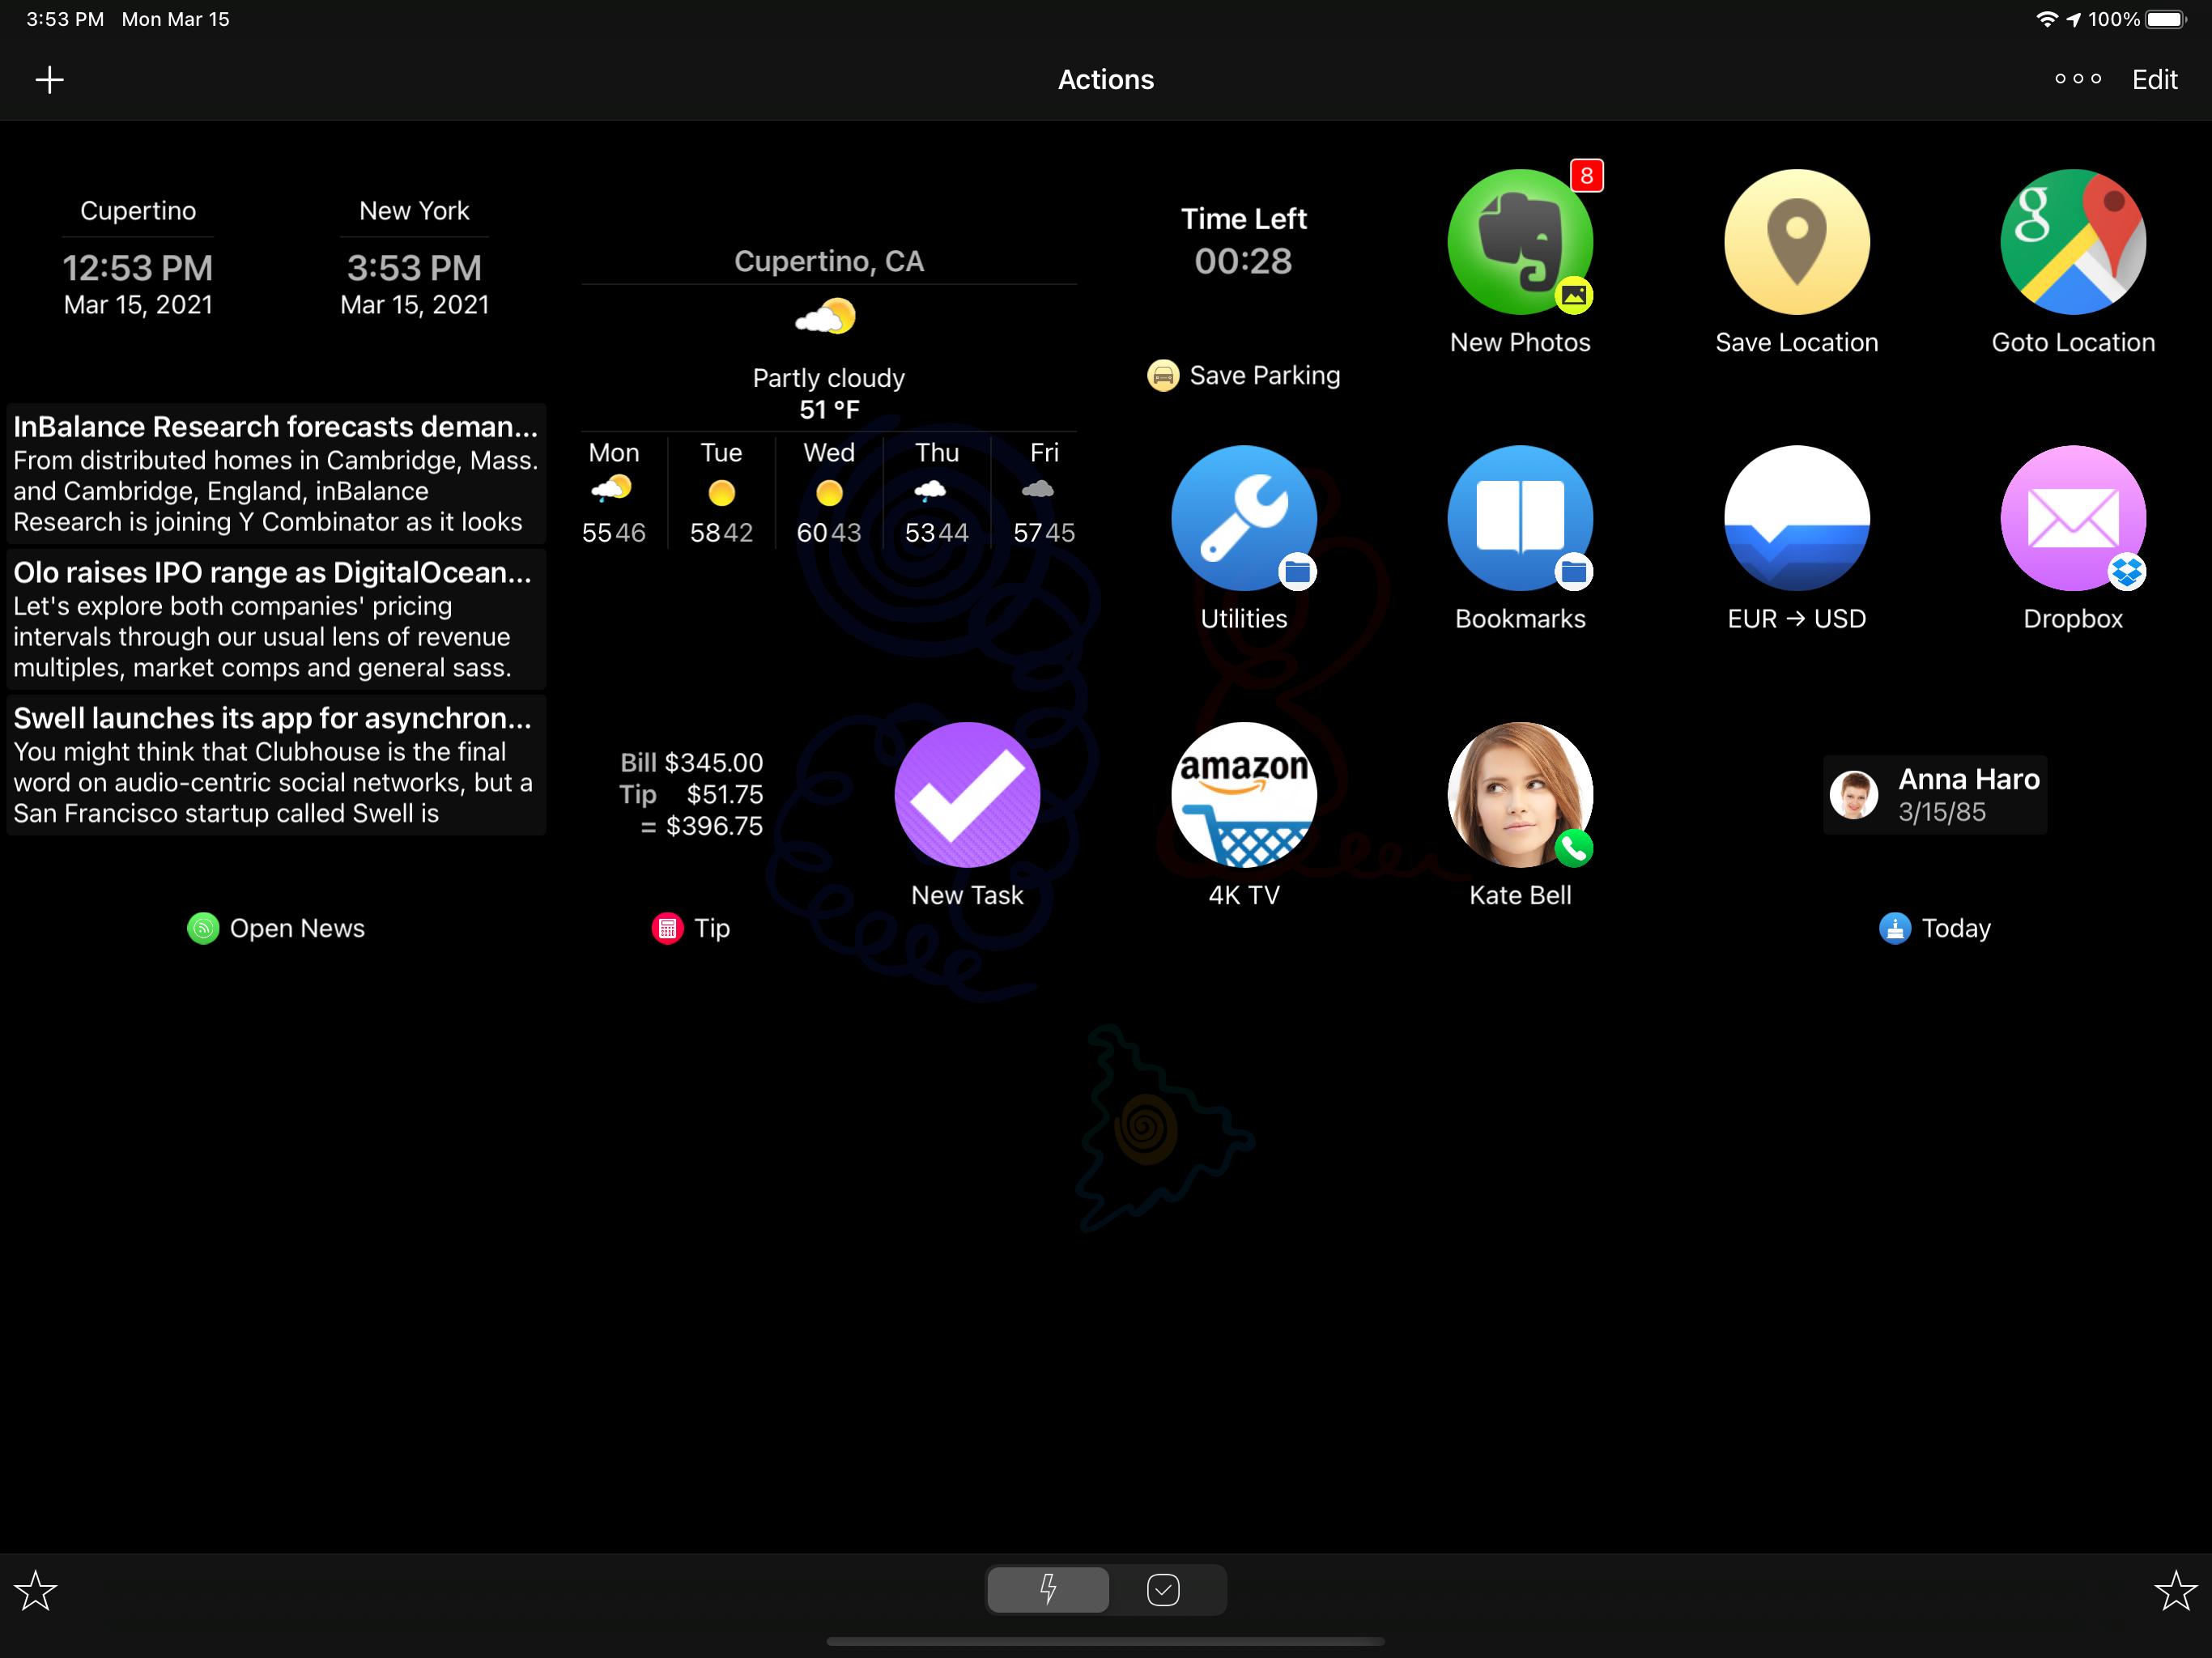 3:53 PM Mon Mar 15
100%
Actions
Edit
Cupertino
12:53 PM
Mar 15, 2021
New York
3:53 PM
Mar 15, 2021
Cupertino, CA
Partly cloudy
51 °F
Mon Tue Wed Thu Fri
55 46 58 42 60 43 53 44 57 45
Time Left
00:28
Save Parking
8
New Photos
Save Location
g
Goto Location
InBalance Research forecasts deman...
From distributed homes in Cambridge, Mass.
and Cambridge, England, inBalance
Research is joining Y Combinator as it looks
Olo raises IPO range as DigitalOcean...
Let's explore both companies' pricing
intervals through our usual lens of revenue
multiples, market comps and general sass.
Swell launches its app for asynchron...
You might think that Clubhouse is the final
word on audio-centric social networks, but a
San Francisco startup called Swell is
Open News
Utilities
Bookmarks
EUR → USD
Dropbox
Bill $345.00
Tip $51.75
= $396.75
Tip
New Task
amazon
4K TV
Kate Bell
Anna Haro
3/15/85
Today